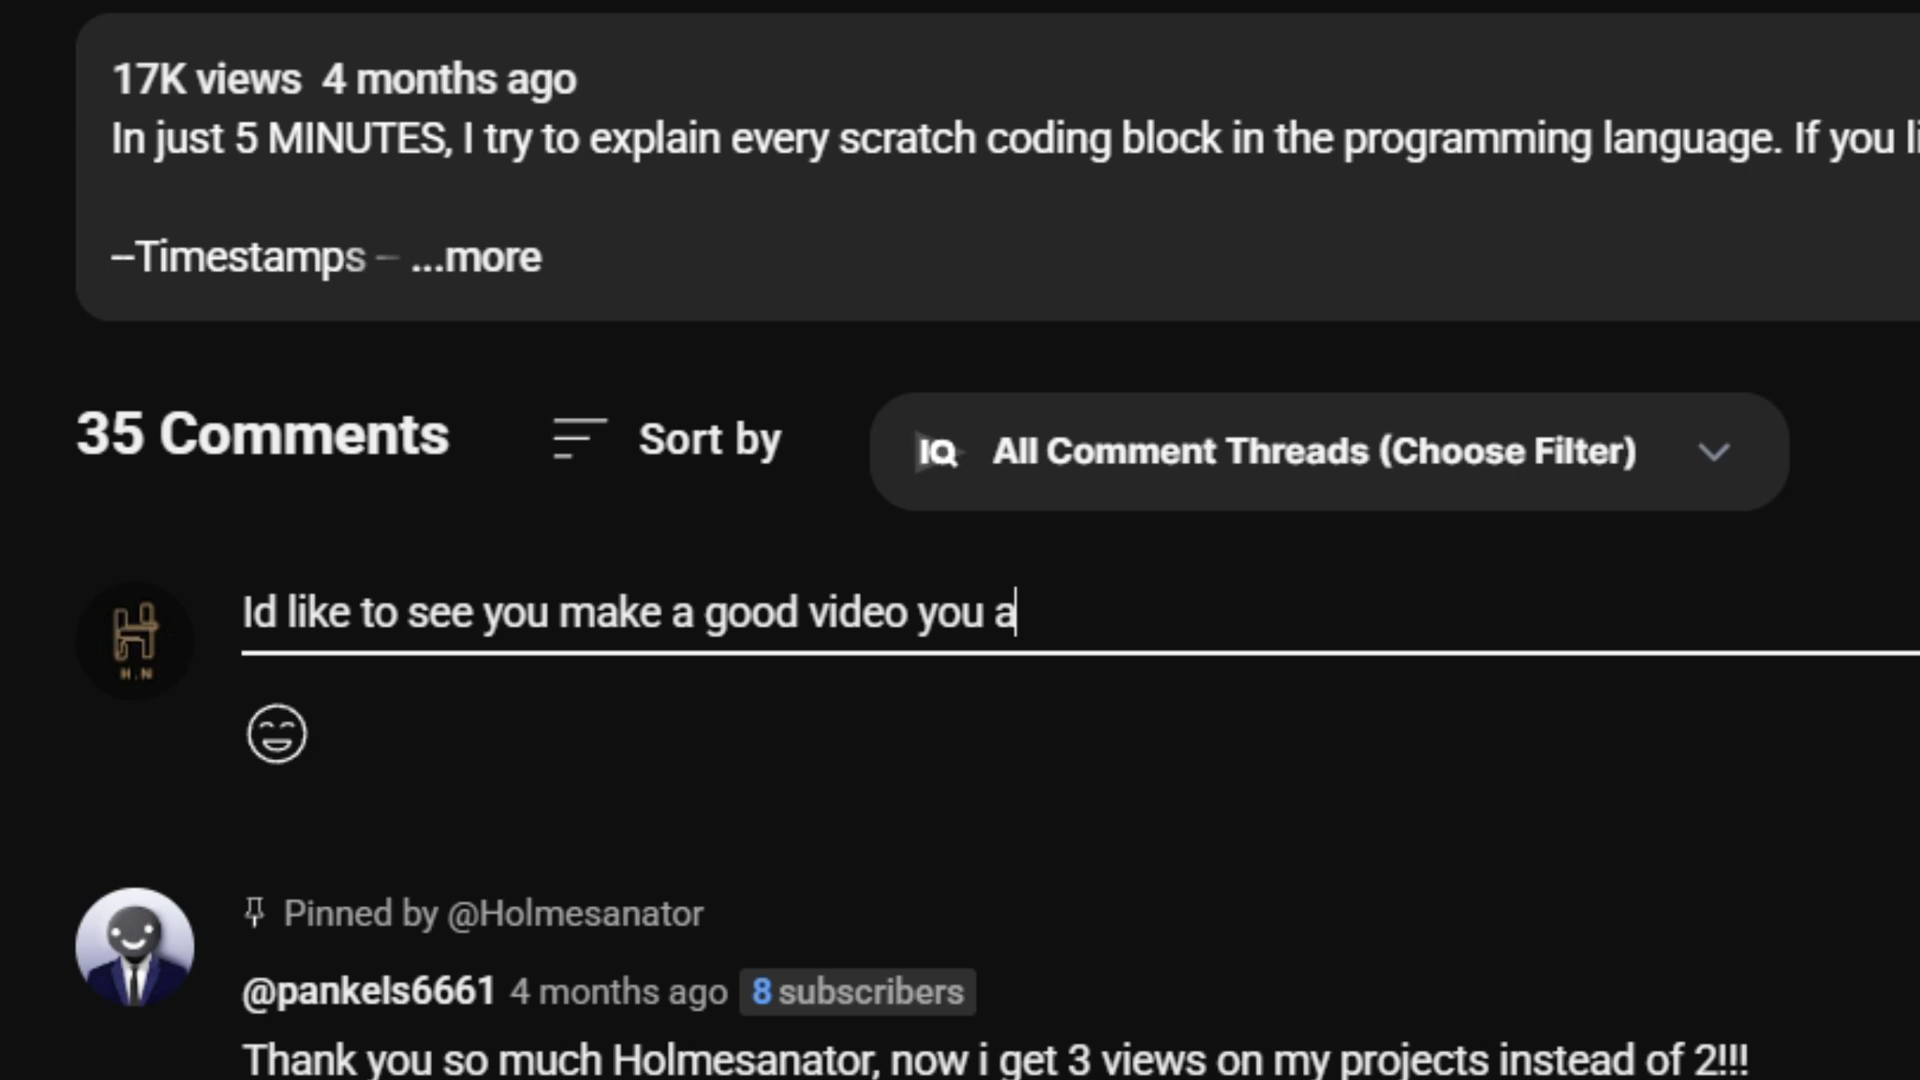 17K views 4 months ago
In just 5 MINUTES, I try to explain every scratch coding block in the programming language. If you li
–Timestamps – ...more
35 Comments
Sort by
IQ All Comment Threads (Choose Filter)
Id like to see you make a good video you a
H.N
Pinned by @Holmesanator
@pankels6661 4 months ago 8 subscribers
Thank you so much Holmesanator, now i get 3 views on my projects instead of 2!!!